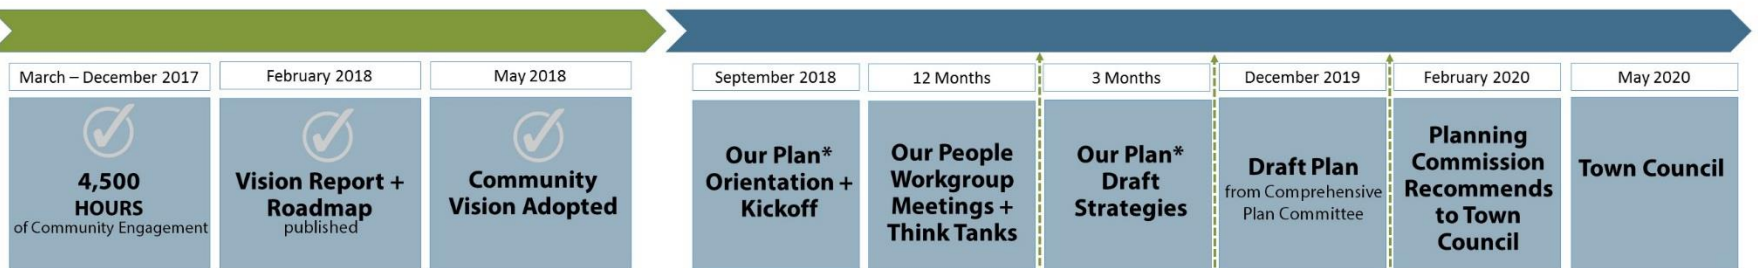 March – December 2017
4,500
HOURS
of Community Engagement
February 2018
Vision Report +
Roadmap
published
May 2018
Community
Vision Adopted
September 2018
Our Plan*
Orientation +
Kickoff
12 Months
Our People
Workgroup
Meetings +
Think Tanks
3 Months
Our Plan*
Draft
Strategies
December 2019
Draft Plan
from Comprehensive
Plan Committee
February 2020
Planning
Commission
Recommends
to Town
Council
May 2020
Town Council